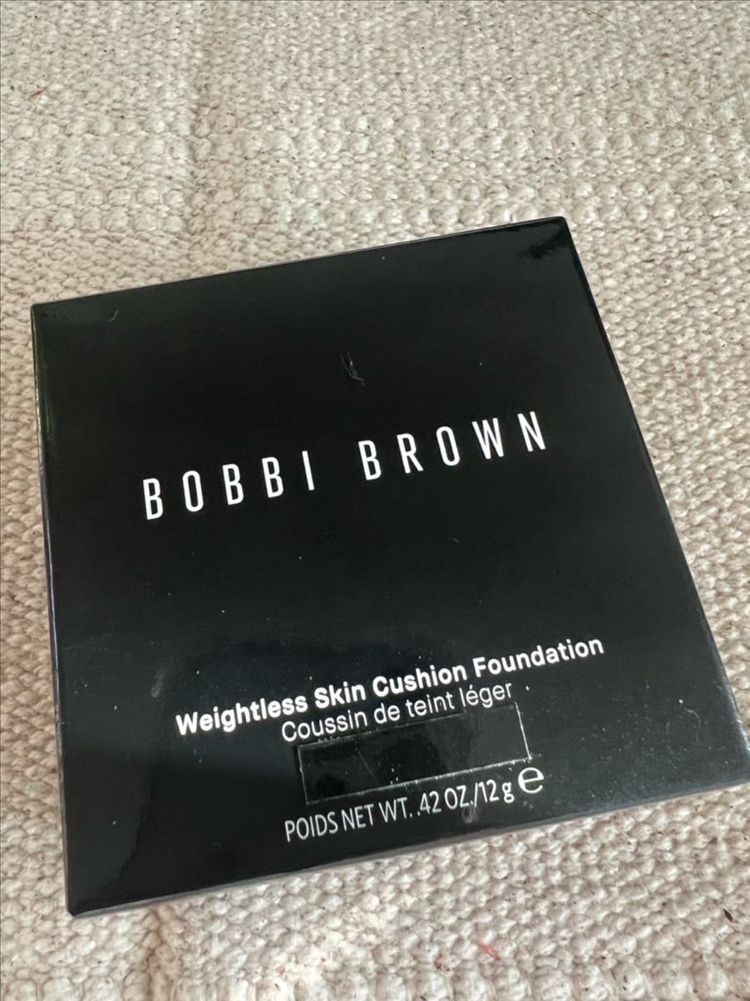 BOBBI BROWN
Weightless Skin Cushion Foundation
Coussin de teint léger
POIDS NET WT. .42 OZ./12 g ℮